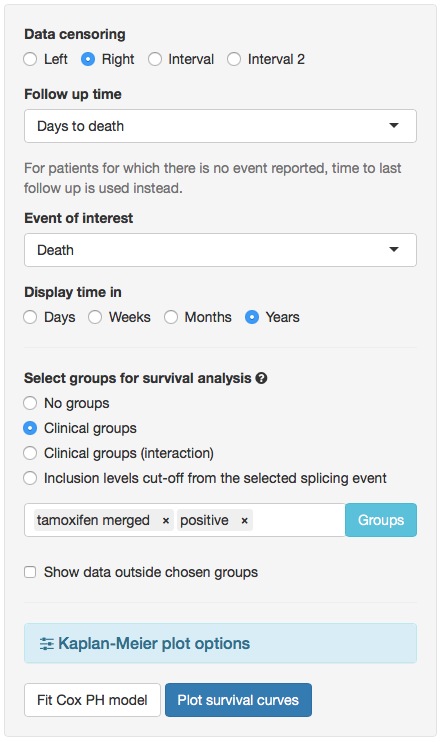 Data censoring
Left Right Interval Interval 2
Follow up time
Days to death
For patients for which there is no event reported, time to last
follow up is used instead.
Event of interest
Death
Display time in
Days Weeks Months Years
Select groups for survival analysis ?
No groups
Clinical groups
Clinical groups (interaction)
Inclusion levels cut-off from the selected splicing event
tamoxifen merged × positive × Groups
Show data outside chosen groups
Kaplan-Meier plot options
Fit Cox PH model Plot survival curves